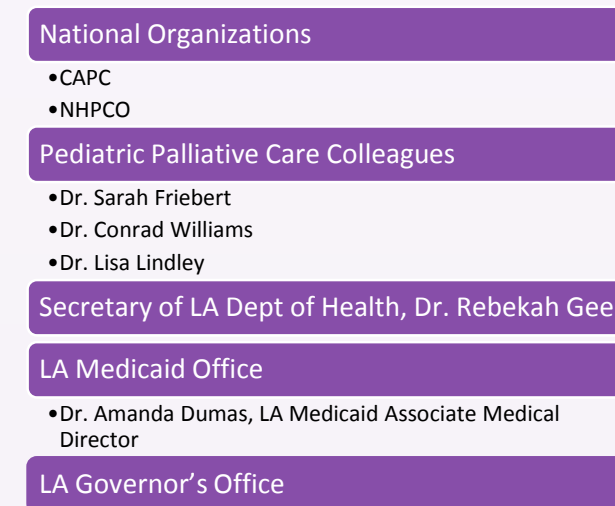 National Organizations
•CAPC
•NHPCO
Pediatric Palliative Care Colleagues
•Dr. Sarah Friebert
•Dr. Conrad Williams
•Dr. Lisa Lindley
Secretary of LA Dept of Health, Dr. Rebekah Gee
LA Medicaid Office
•Dr. Amanda Dumas, LA Medicaid Associate Medical
Director
LA Governor’s Office